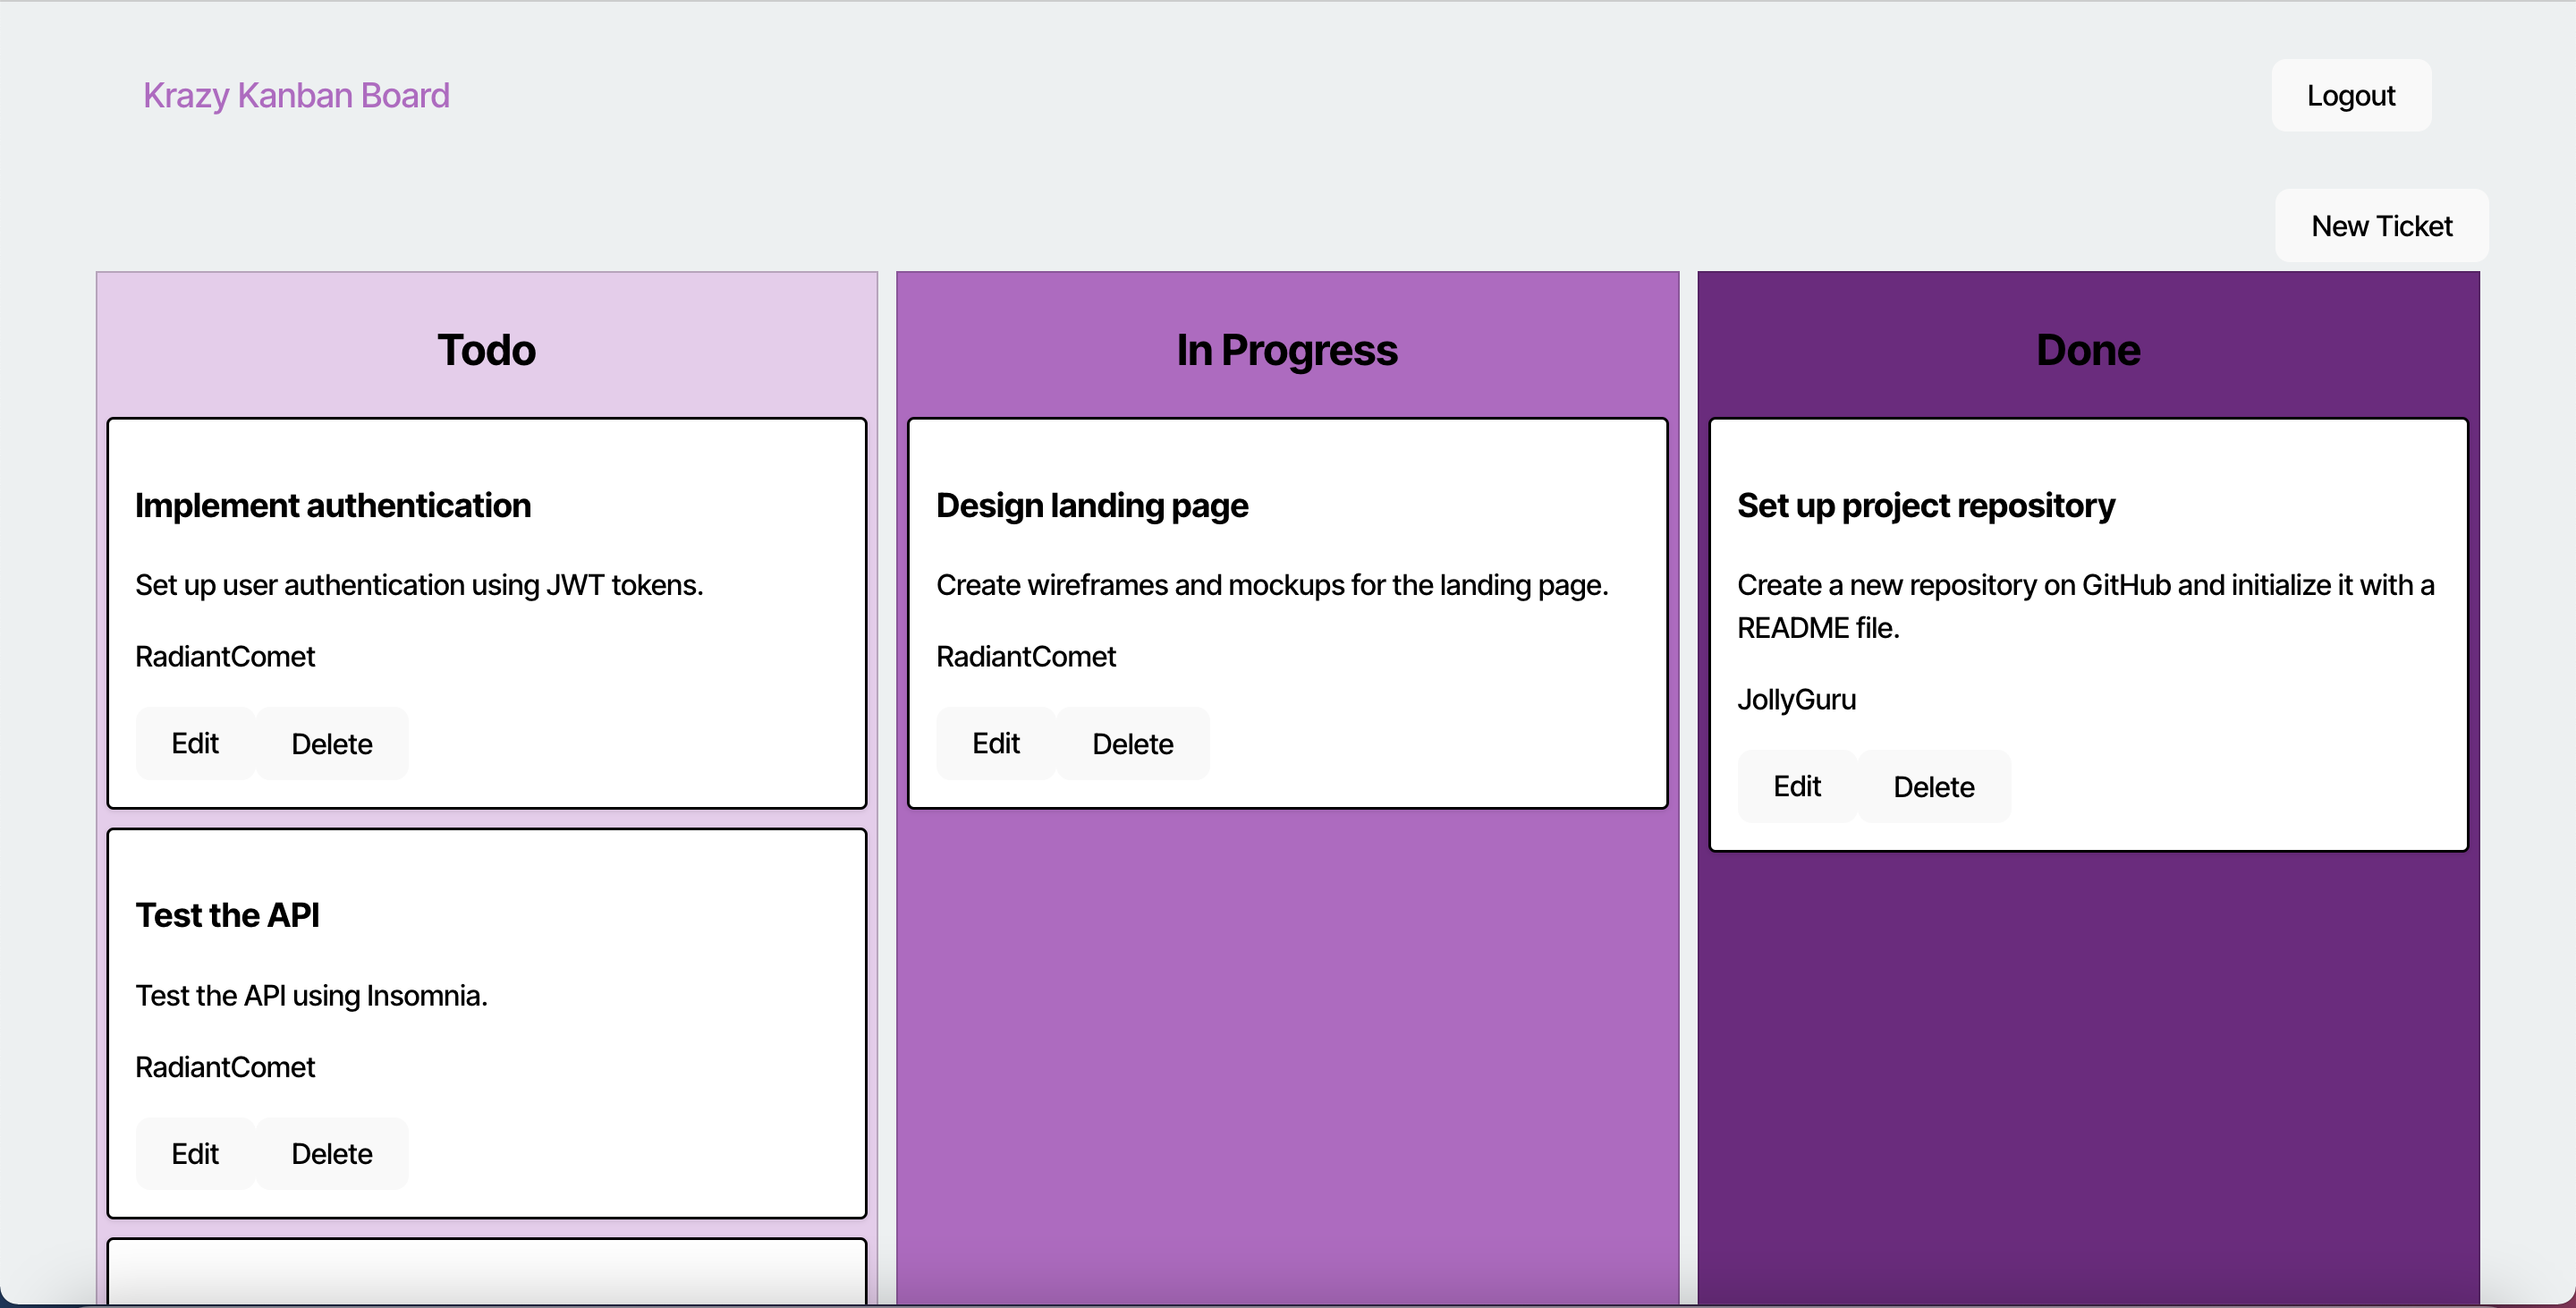 Krazy Kanban Board
Logout
New Ticket
Todo
Implement authentication
Set up user authentication using JWT tokens.
RadiantComet
Edit
Delete
Test the API
Test the API using Insomnia.
RadiantComet
Edit
Delete
In Progress
Design landing page
Create wireframes and mockups for the landing page.
RadiantComet
Edit
Delete
Done
Set up project repository
Create a new repository on GitHub and initialize it with a
README file.
JollyGuru
Edit
Delete